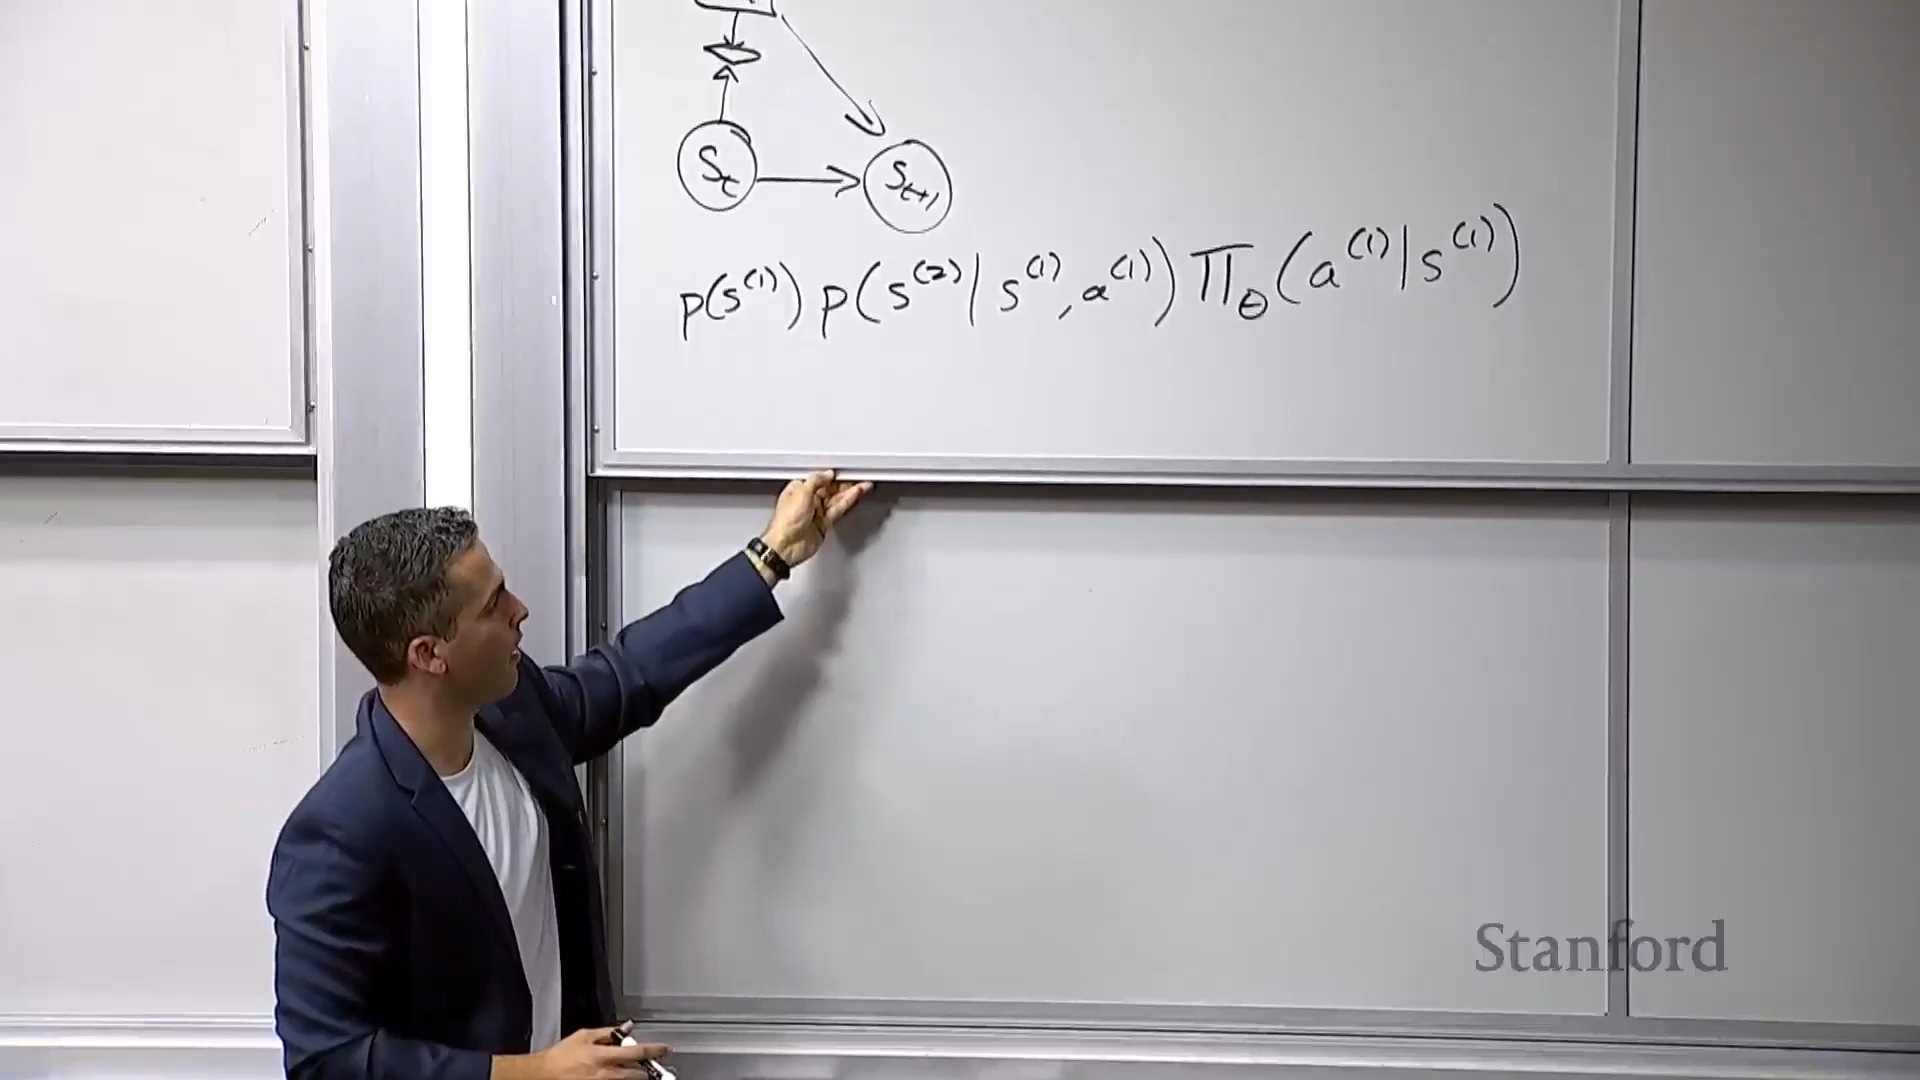 S_t S_{t+1}
p(s^{(1)}) p(s^{(2)} | s^{(1)}, a^{(1)}) π_θ(a^{(1)} | s^{(1)})
Stanford